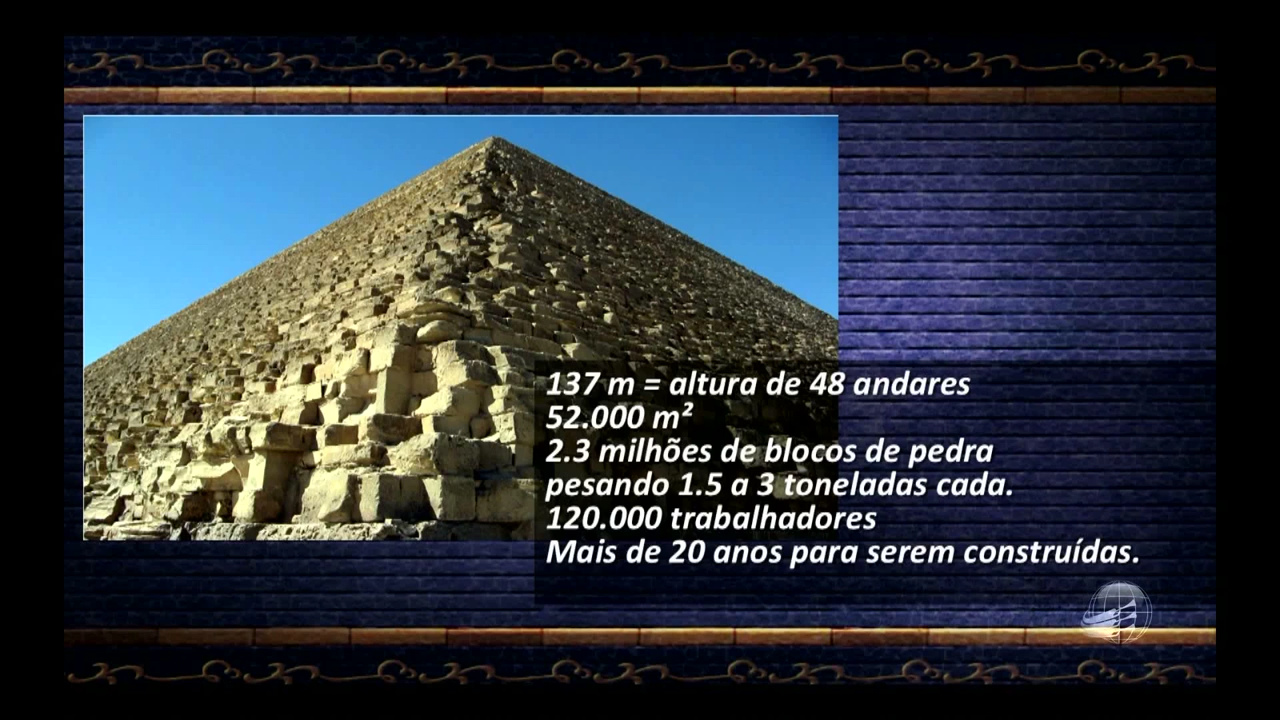 137 m = altura de 48 andares
52.000 m²
2.3 milhões de blocos de pedra
pesando 1.5 a 3 toneladas cada.
120.000 trabalhadores
Mais de 20 anos para serem construídas.